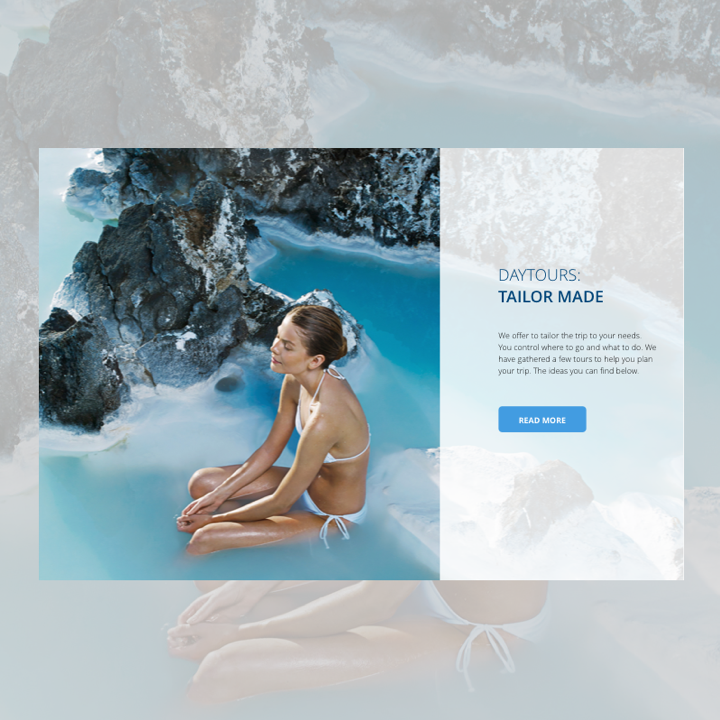 DAYTOURS:
TAILOR MADE
We offer to tailor the trip to your needs.
You control where to go and what to do. We
have gathered a few tours to help you plan
your trip. The ideas you can find below.
READ MORE